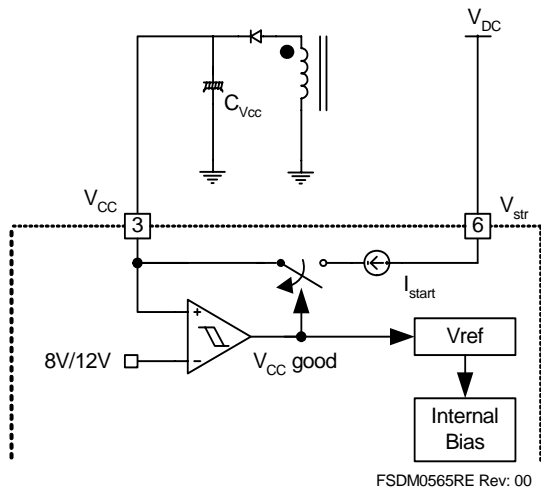 V_DC
C_Vcc
V_CC
3
6
V_str
I_start
+
-
8V/12V
V_CC good
Vref
Internal
Bias
FSDM0565RE Rev: 00